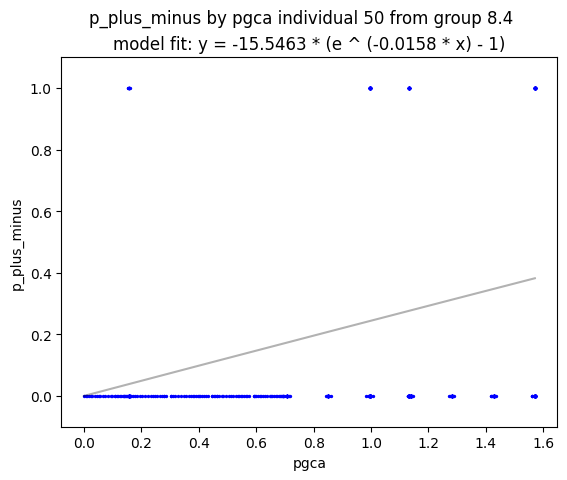 p_plus_minus by pgca individual 50 from group 8.4
model fit: y = -15.5463 * (e ^ (-0.0158 * x) - 1)
1.0
0.8
0.6
0.4
0.2
0.0
p_plus_minus
0.0 0.2 0.4 0.6 0.8 1.0 1.2 1.4 1.6
pgca